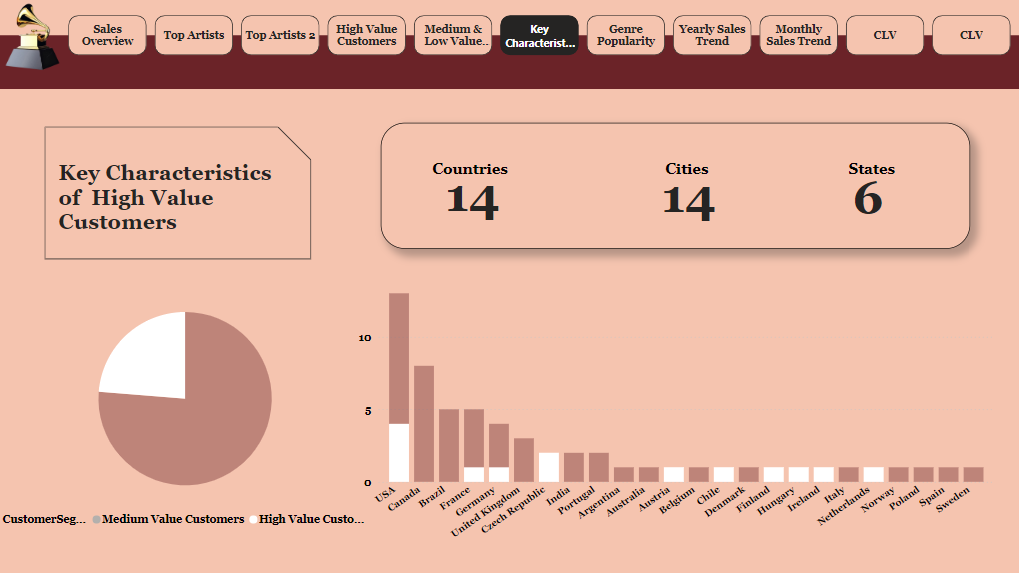 Sales
Overview
Top Artists
Top Artists 2
High Value
Customers
Medium &
Low Value..
Key
Characterist...
Genre
Popularity
Yearly Sales
Trend
Monthly
Sales Trend
CLV
CLV
Key Characteristics
of High Value
Customers
Countries
14
Cities
14
States
6
10
5
0
USA
Canada
Brazil
France
Germany
United Kingdom
Czech Republic
India
Portugal
Argentina
Australia
Austria
Belgium
Chile
Denmark
Finland
Hungary
Ireland
Italy
Netherlands
Norway
Poland
Spain
Sweden
CustomerSeg... Medium Value Customers High Value Custo...